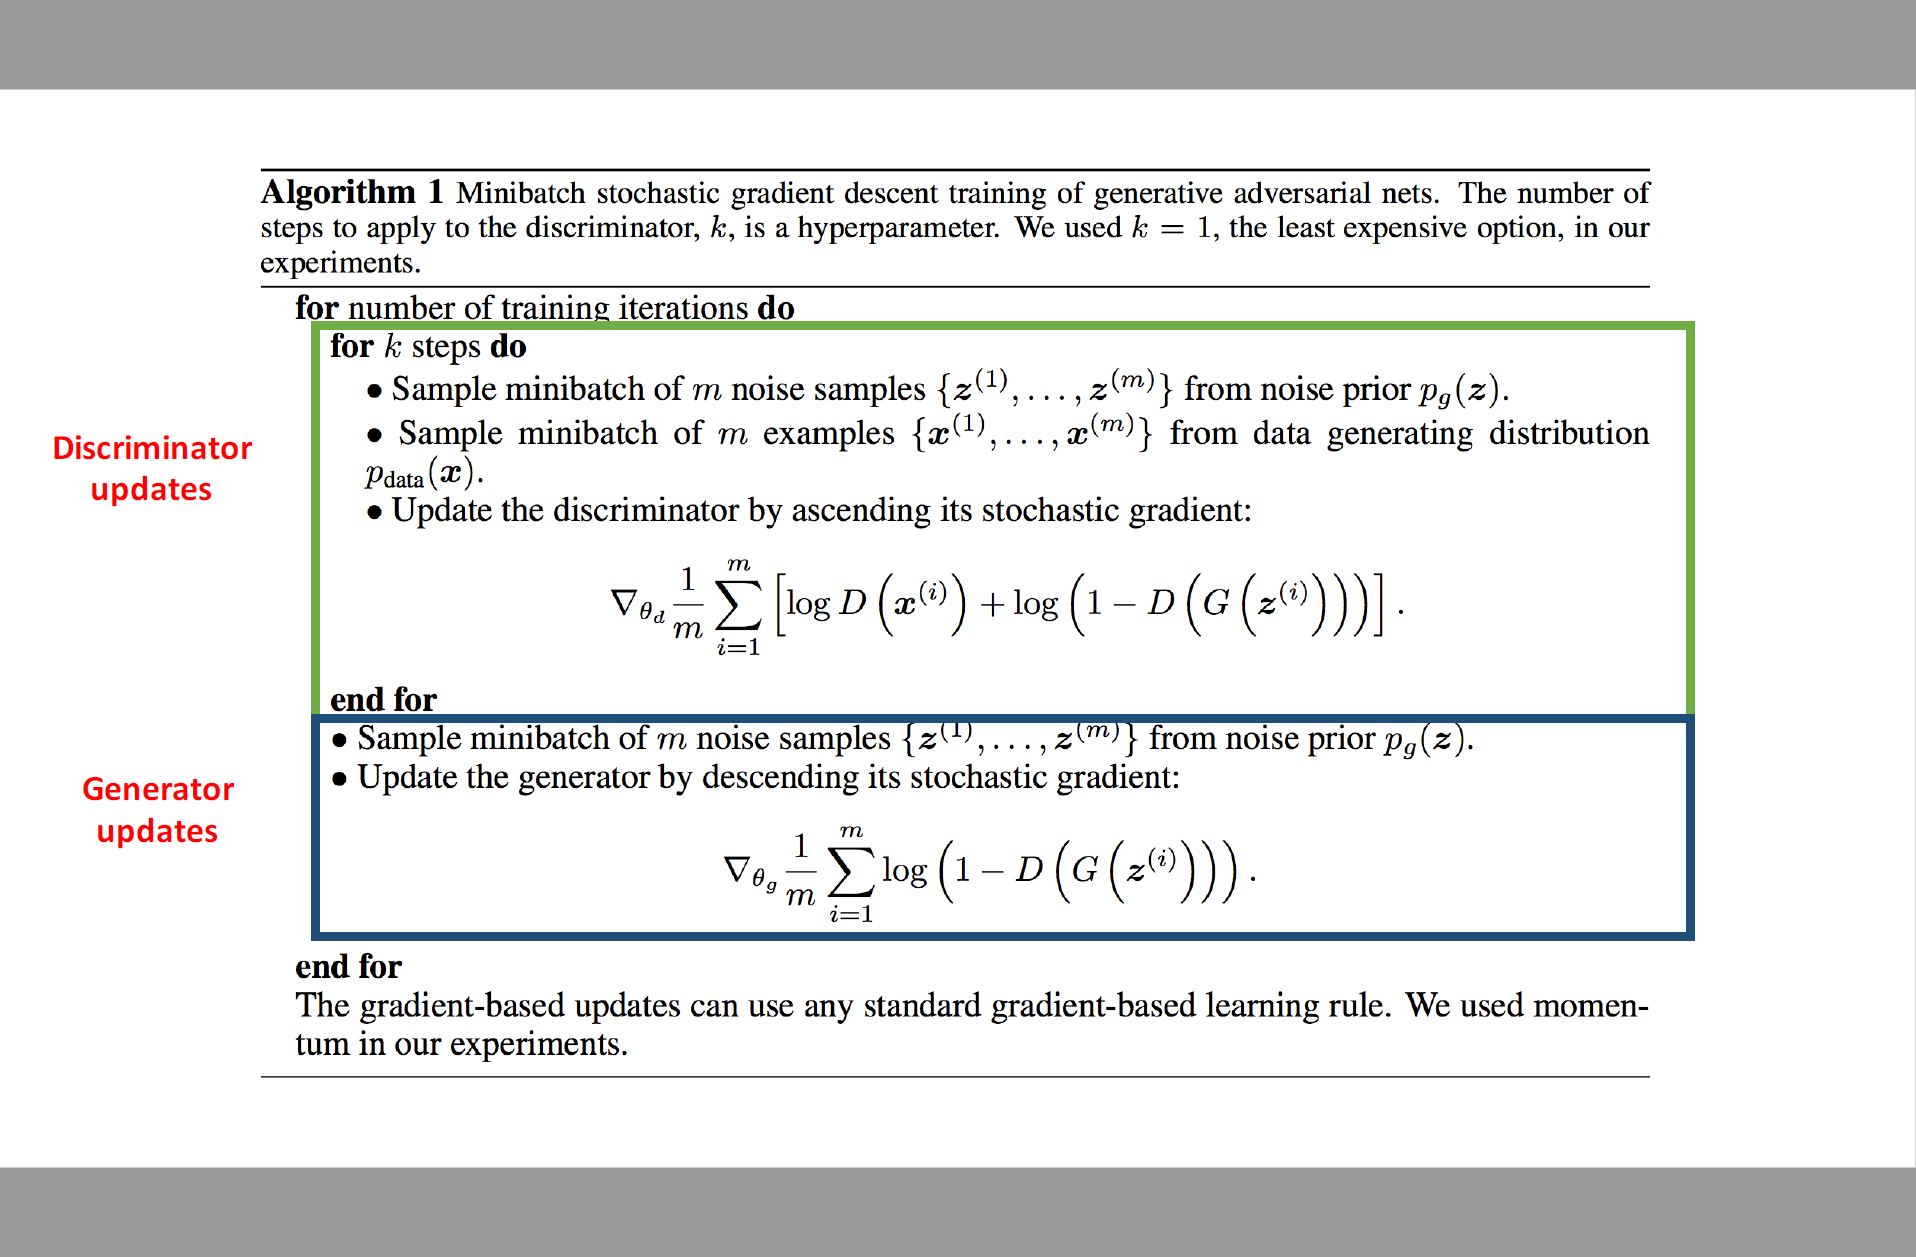 Algorithm 1 Minibatch stochastic gradient descent training of generative adversarial nets. The number of
steps to apply to the discriminator, k, is a hyperparameter. We used k = 1, the least expensive option, in our
experiments.
for number of training iterations do
for k steps do
• Sample minibatch of m noise samples {z^(1), . . . , z^(m)} from noise prior p_g(z).
• Sample minibatch of m examples {x^(1), . . . , x^(m)} from data generating distribution
p_data(x).
Discriminator
updates
• Update the discriminator by ascending its stochastic gradient:
∇_θ_d 1/m ∑_{i=1}^{m} [log D (x^(i)) + log (1 − D (G (z^(i))))] .
end for
• Sample minibatch of m noise samples {z^(1), . . . , z^(m)} from noise prior p_g(z).
• Update the generator by descending its stochastic gradient:
Generator
updates
∇_θ_g 1/m ∑_{i=1}^{m} log (1 − D (G (z^(i)))) .
end for
The gradient-based updates can use any standard gradient-based learning rule. We used momen-
tum in our experiments.